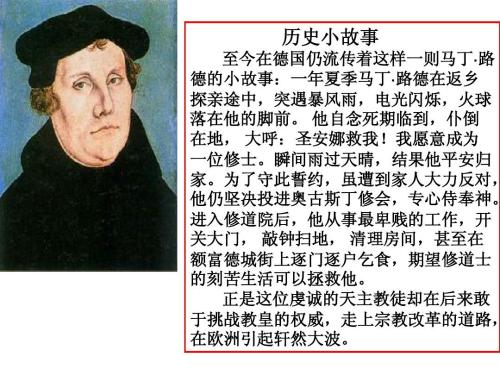 历史小故事
至今在德国仍流传着这样一则马丁·路
德的小故事：一年夏季马丁·路德在返乡
探亲途中，突遇暴风雨，电光闪烁，火球
落在他的脚前。 他自念死期临到，仆倒
在地， 大呼：圣安娜救我！我愿意成为
一位修士。瞬间雨过天晴，结果他平安归
家。为了守此誓约，虽遭到家人大力反对，
他仍坚决投进奥古斯丁修会，专心侍奉神。
进入修道院后，他从事最卑贱的工作，开
关大门， 敲钟扫地， 清理房间，甚至在
额富德城街上逐门逐户乞食，期望修道士
的刻苦生活可以拯救他。
正是这位虔诚的天主教徒却在后来敢
于挑战教皇的权威，走上宗教改革的道路，
在欧洲引起轩然大波。